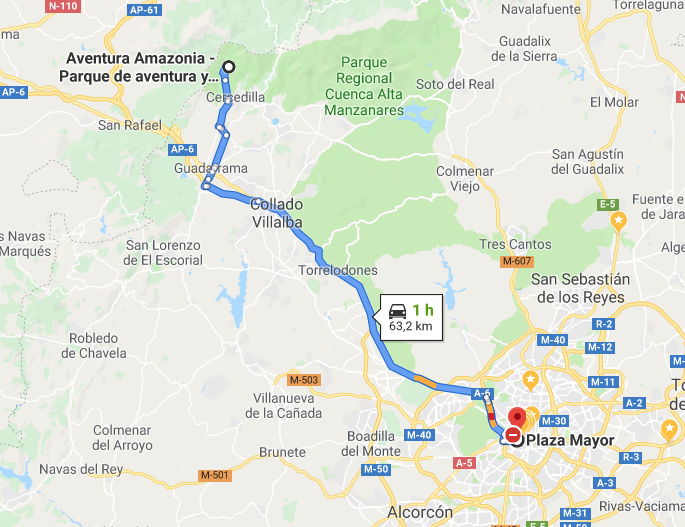 N-110
AP-61
Navalafuente
Torrelaguna
Aventura Amazonia -
Parque de aventura y...
Parque
Regional
Cuenca Alta
Manzanares
Guadalix
de la Sierra
Soto del Real
AP-6
Cercedilla
El Molar
San Rafael
AP-6
Guadarrama
San Agustín
del Guadalix
Colmenar
Viejo
Collado
Villalba
E-5
Fuente e
de Jara
as Navas
Marqués
San Lorenzo
de El Escorial
Tres Cantos
Alge
M-607
Torrelodones
San Sebastián
de los Reyes
1 h
63,2 km
R-2
Robledo
de Chavela
M-40
M-12
M-503
M-11
A-6
Villanueva
de la Cañada
A-2
To
de
M-30
Colmenar
del Arroyo
Boadilla
del Monte
M-40
Plaza Mayor
Brunete
Navas del Rey
M-501
M-50
A-5
R-3
A-3
Alcorcón
M-31
Rivas-Vaciama
E-5
M-50